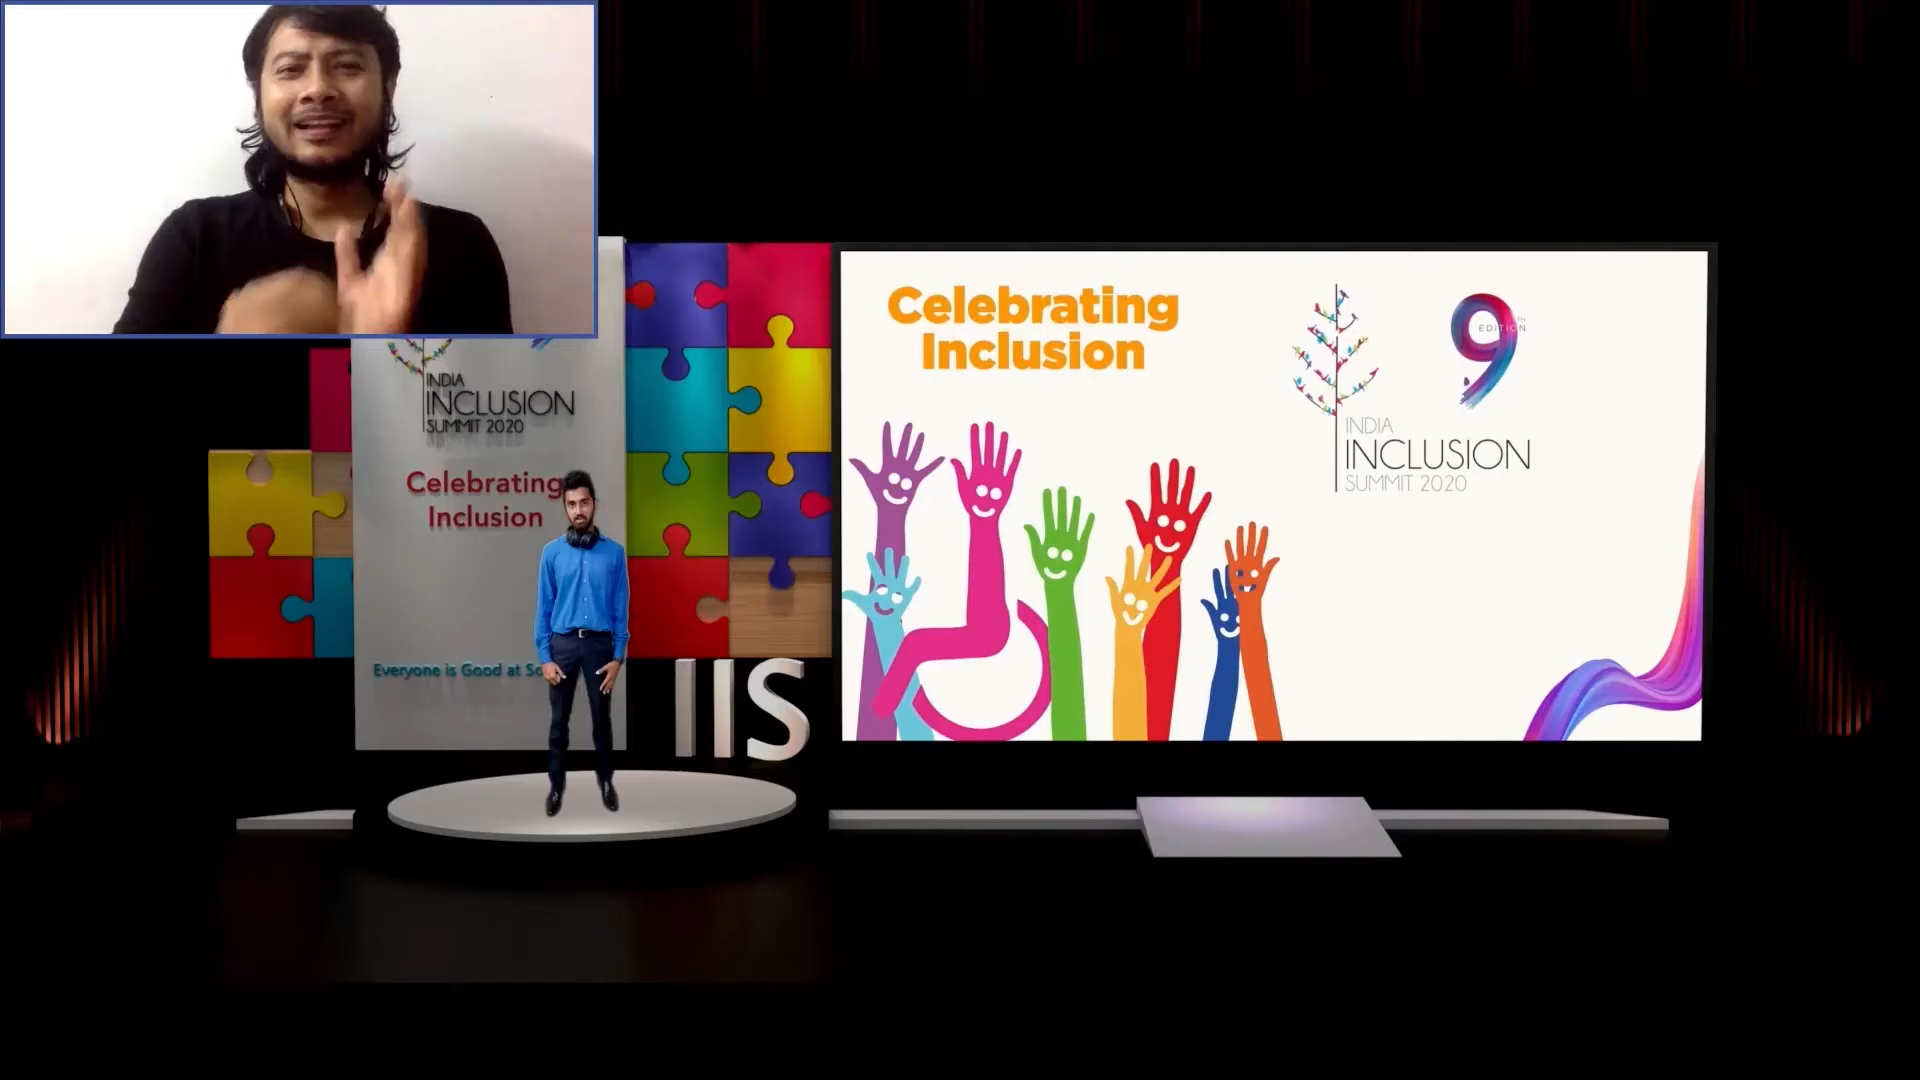 INDIA
INCLUSION
SUMMIT 2020
Celebrating
Inclusion
Everyone is Good at
IIS
Celebrating
Inclusion
9
TH
EDITION
INDIA
INCLUSION
SUMMIT 2020